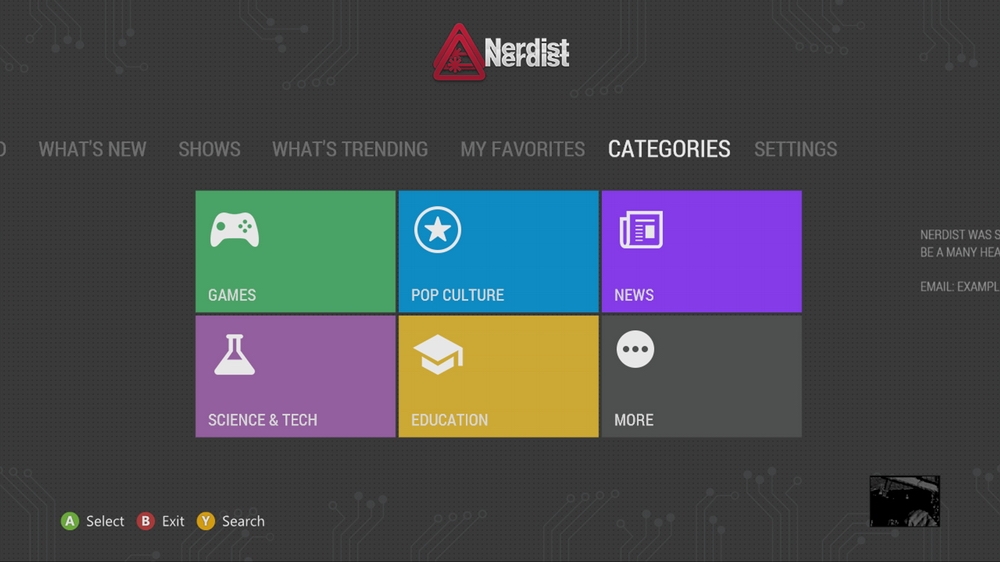 Nerdist
Nerdist
WHAT'S NEW SHOWS WHAT'S TRENDING MY FAVORITES CATEGORIES SETTINGS
GAMES POP CULTURE NEWS
SCIENCE & TECH EDUCATION MORE
NERDIST WAS S
BE A MANY HEA
EMAIL: EXAMPL
A Select B Exit Y Search